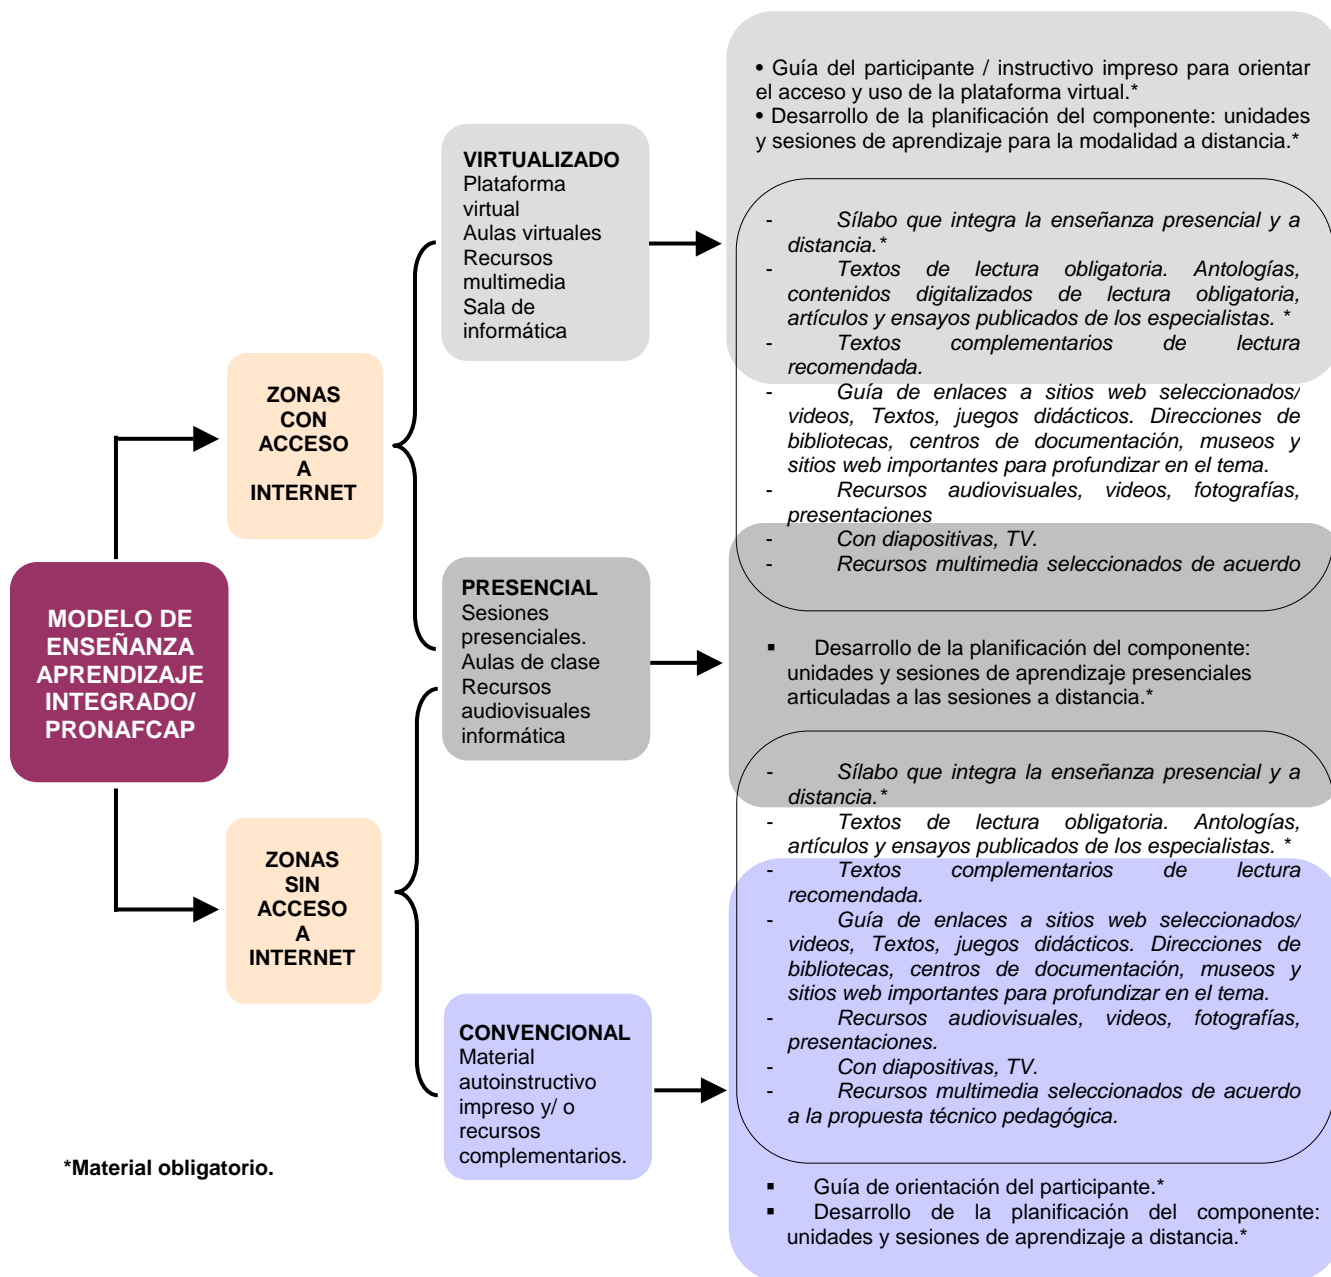 MODELO DE
ENSEÑANZA
APRENDIZAJE
INTEGRADO/
PRONAFCAP
ZONAS
CON
ACCESO
A
INTERNET
ZONAS
SIN
ACCESO
A
INTERNET
VIRTUALIZADO
Plataforma
virtual
Aulas virtuales
Recursos
multimedia
Sala de
informática
PRESENCIAL
Sesiones
presenciales.
Aulas de clase
Recursos
audiovisuales
informática
CONVENCIONAL
Material
autoinstructivo
impreso y/ o
recursos
complementarios.
• Guía del participante / instructivo impreso para orientar
el acceso y uso de la plataforma virtual.*
• Desarrollo de la planificación del componente: unidades
y sesiones de aprendizaje para la modalidad a distancia.*
- Sílabo que integra la enseñanza presencial y a
distancia.*
- Textos de lectura obligatoria. Antologías,
contenidos digitalizados de lectura obligatoria,
artículos y ensayos publicados de los especialistas. *
- Textos complementarios de lectura
recomendada.
- Guía de enlaces a sitios web seleccionados/
videos, Textos, juegos didácticos. Direcciones de
bibliotecas, centros de documentación, museos y
sitios web importantes para profundizar en el tema.
- Recursos audiovisuales, videos, fotografías,
presentaciones
- Con diapositivas, TV.
- Recursos multimedia seleccionados de acuerdo
▪ Desarrollo de la planificación del componente:
unidades y sesiones de aprendizaje presenciales
articuladas a las sesiones a distancia.*
- Sílabo que integra la enseñanza presencial y a
distancia.*
- Textos de lectura obligatoria. Antologías,
artículos y ensayos publicados de los especialistas. *
- Textos complementarios de lectura
recomendada.
- Guía de enlaces a sitios web seleccionados/
videos, Textos, juegos didácticos. Direcciones de
bibliotecas, centros de documentación, museos y
sitios web importantes para profundizar en el tema.
- Recursos audiovisuales, videos, fotografías,
presentaciones.
- Con diapositivas, TV.
- Recursos multimedia seleccionados de acuerdo
a la propuesta técnico pedagógica.
▪ Guía de orientación del participante.*
▪ Desarrollo de la planificación del componente:
unidades y sesiones de aprendizaje a distancia.*
*Material obligatorio.